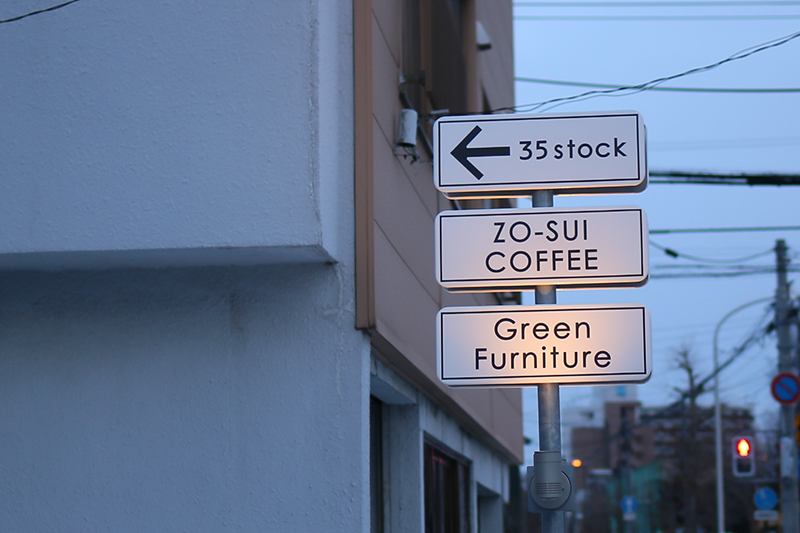 35 stock
ZO-SUI
COFFEE
Green
Furniture